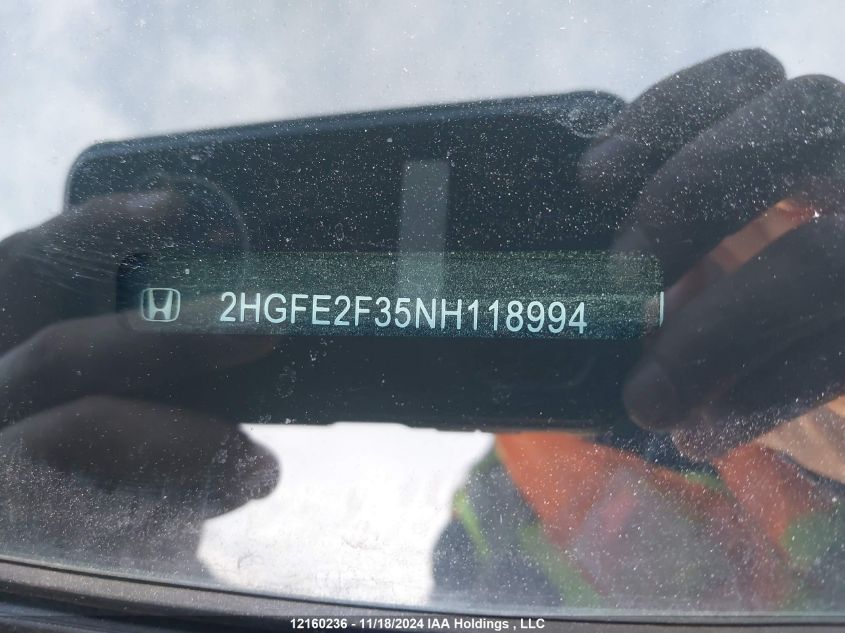 2HGFE2F35NH118994
12160236 - 11/18/2024 IAA Holdings , LLC